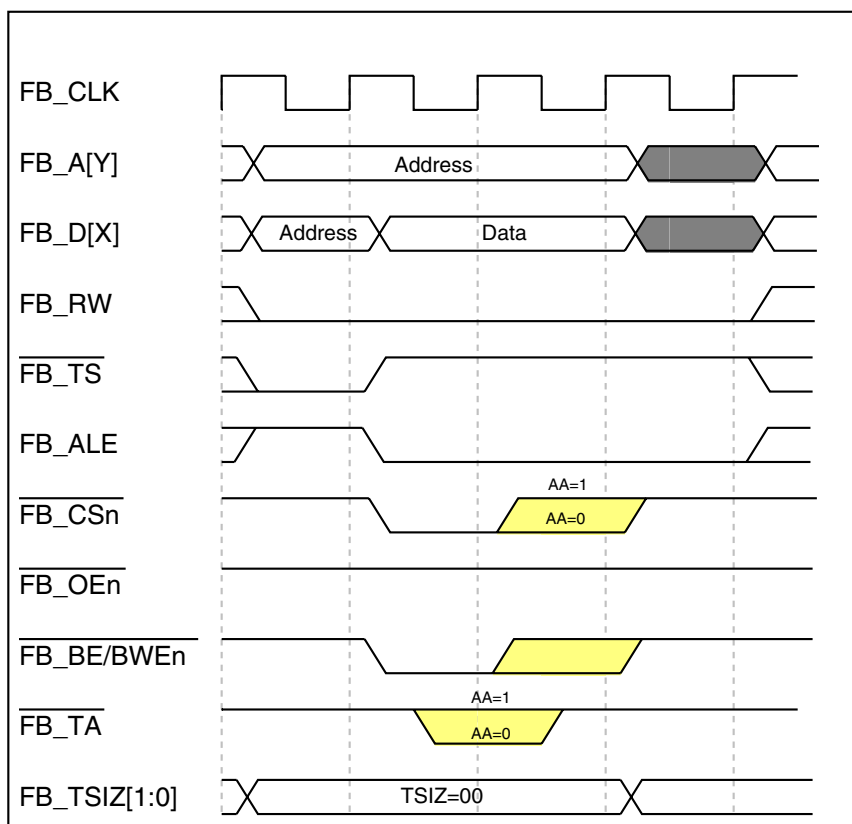 FB_CLK
FB_A[Y]
Address
FB_D[X]
Address
Data
FB_RW
FB_TS
FB_ALE
AA=1
FB_CSn
AA=0
FB_OEn
FB_BE/BWEn
AA=1
FB_TA
AA=0
FB_TSIZ[1:0]
TSIZ=00